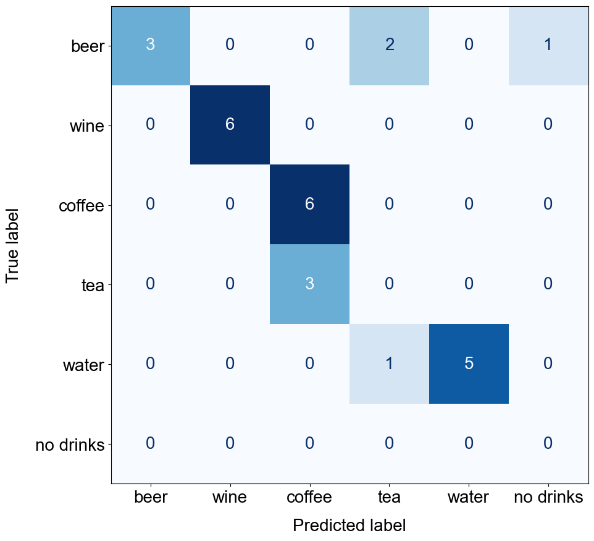 beer 3 0 0 2 0 1
wine 0 6 0 0 0 0
coffee 0 0 6 0 0 0
tea 0 0 3 0 0 0
water 0 0 0 1 5 0
no drinks 0 0 0 0 0 0
beer wine coffee tea water no drinks
Predicted label
True label